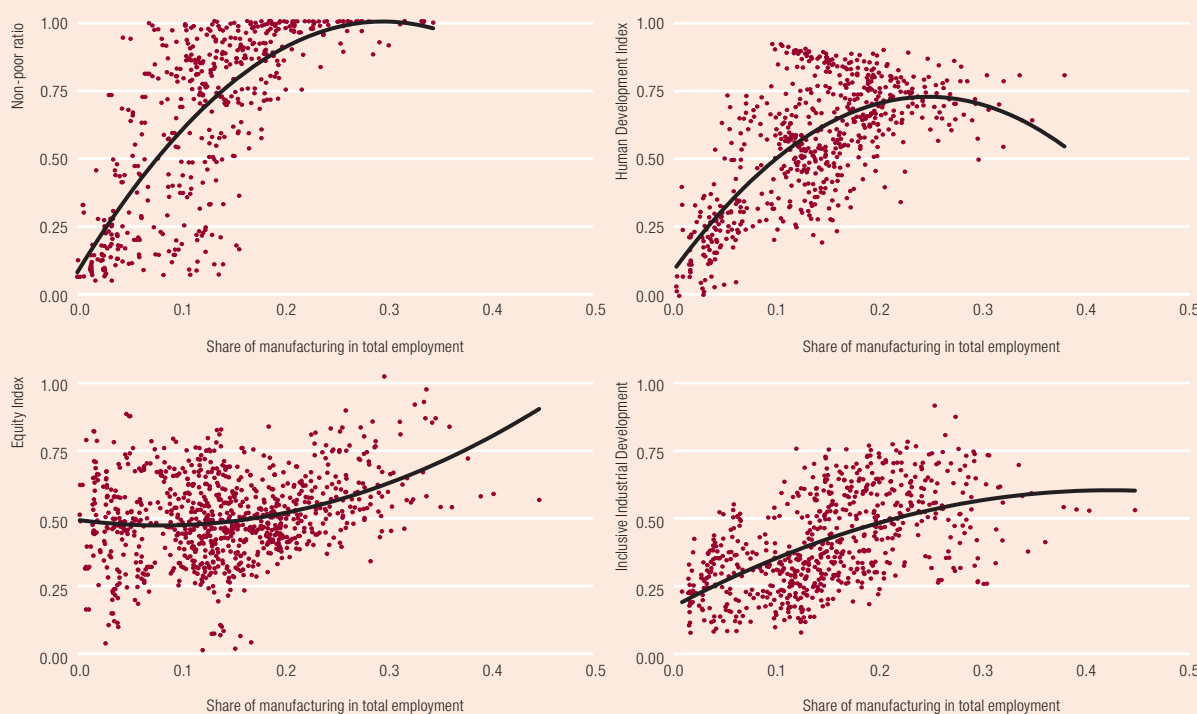 Non-poor ratio
1.00
0.75
0.50
0.25
0.00
0.0 0.1 0.2 0.3 0.4 0.5
Share of manufacturing in total employment
Human Development Index
1.00
0.75
0.50
0.25
0.00
0.0 0.1 0.2 0.3 0.4 0.5
Share of manufacturing in total employment
Equity Index
1.00
0.75
0.50
0.25
0.00
0.0 0.1 0.2 0.3 0.4 0.5
Share of manufacturing in total employment
Inclusive Industrial Development
1.00
0.75
0.50
0.25
0.00
0.0 0.1 0.2 0.3 0.4 0.5
Share of manufacturing in total employment